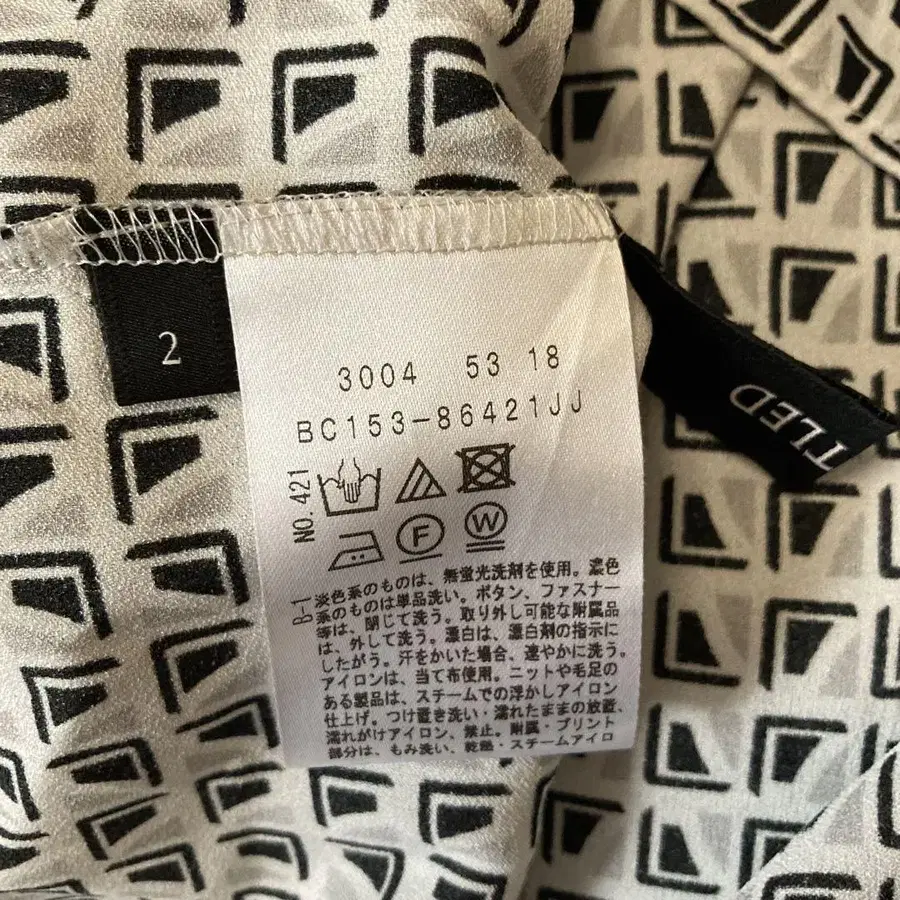 2
3004 53 18
BC153-86421JJ
NO. 421
F
W
B-1
淡色系のものは、無蛍光洗剤を使用。濃色
系のものは単品洗い。ボタン、ファスナー
等は、閉じて洗う。取り外し可能な附属品
は、外して洗う。漂白は、漂白剤の指示に
したがう。汗をかいた場合、速やかに洗う。
アイロンは、当て布使用。ニットや毛足の
ある製品は、スチームでの浮かしアイロン
仕上げ。つけ置き洗い・濡れたままの放置、
濡れがけアイロン、禁止。附属・プリント
部分は、もみ洗い、乾燥・スチームアイロ
TLED